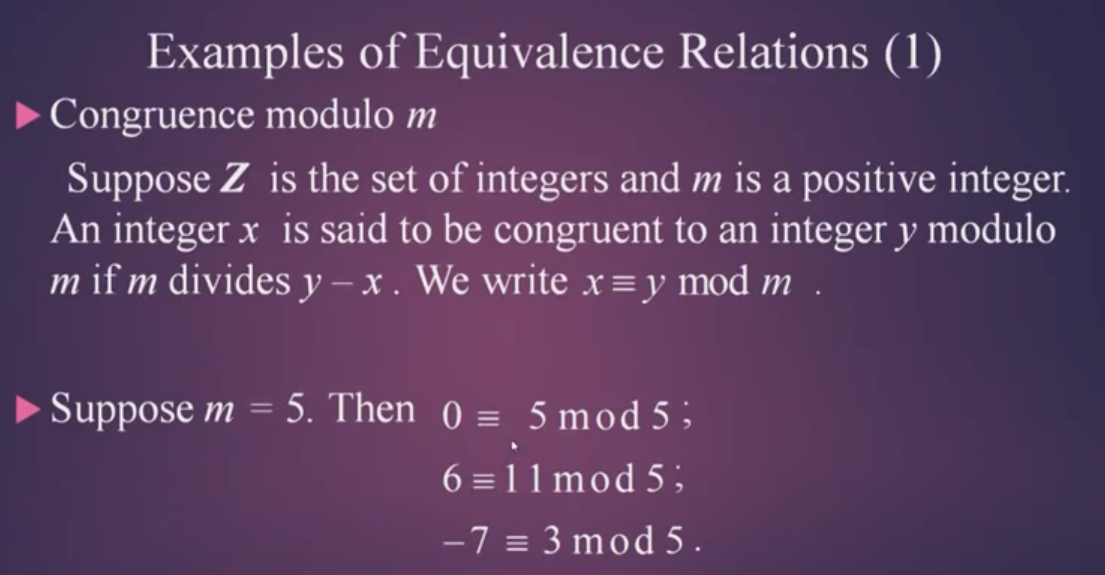 Examples of Equivalence Relations (1)
Congruence modulo m
Suppose Z is the set of integers and m is a positive integer.
An integer x is said to be congruent to an integer y modulo
m if m divides y – x . We write x ≡ y mod m .
Suppose m = 5. Then 0 ≡ 5 mod 5 ;
6 ≡ 11 mod 5 ;
–7 ≡ 3 mod 5 .